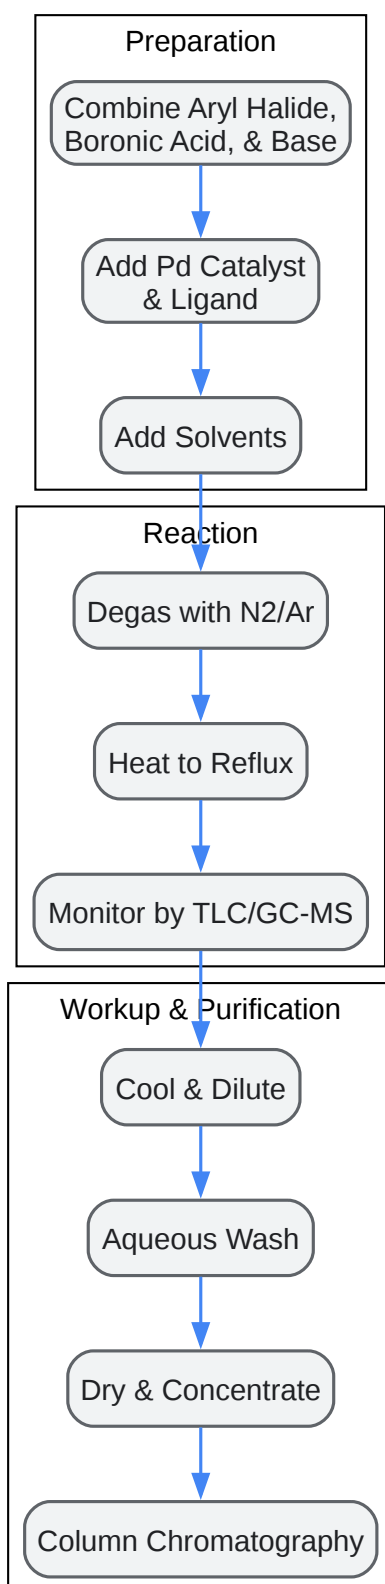 Preparation
Combine Aryl Halide,
Boronic Acid, & Base
Add Pd Catalyst
& Ligand
Add Solvents
Reaction
Degas with N2/Ar
Heat to Reflux
Monitor by TLC/GC-MS
Workup & Purification
Cool & Dilute
Aqueous Wash
Dry & Concentrate
Column Chromatography